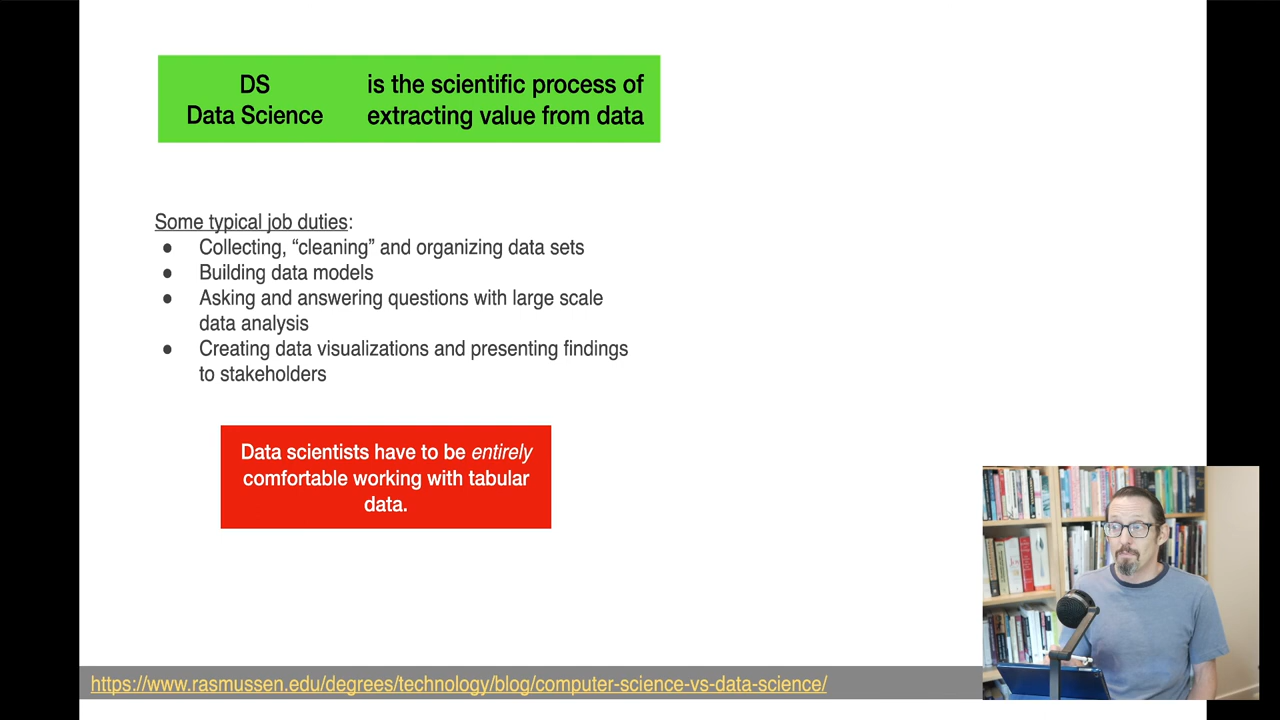 DS
Data Science
is the scientific process of
extracting value from data
Some typical job duties:
● Collecting, “cleaning” and organizing data sets
● Building data models
● Asking and answering questions with large scale
data analysis
● Creating data visualizations and presenting findings
to stakeholders
Data scientists have to be entirely
comfortable working with tabular
data.
https://www.rasmussen.edu/degrees/technology/blog/computer-science-vs-data-science/